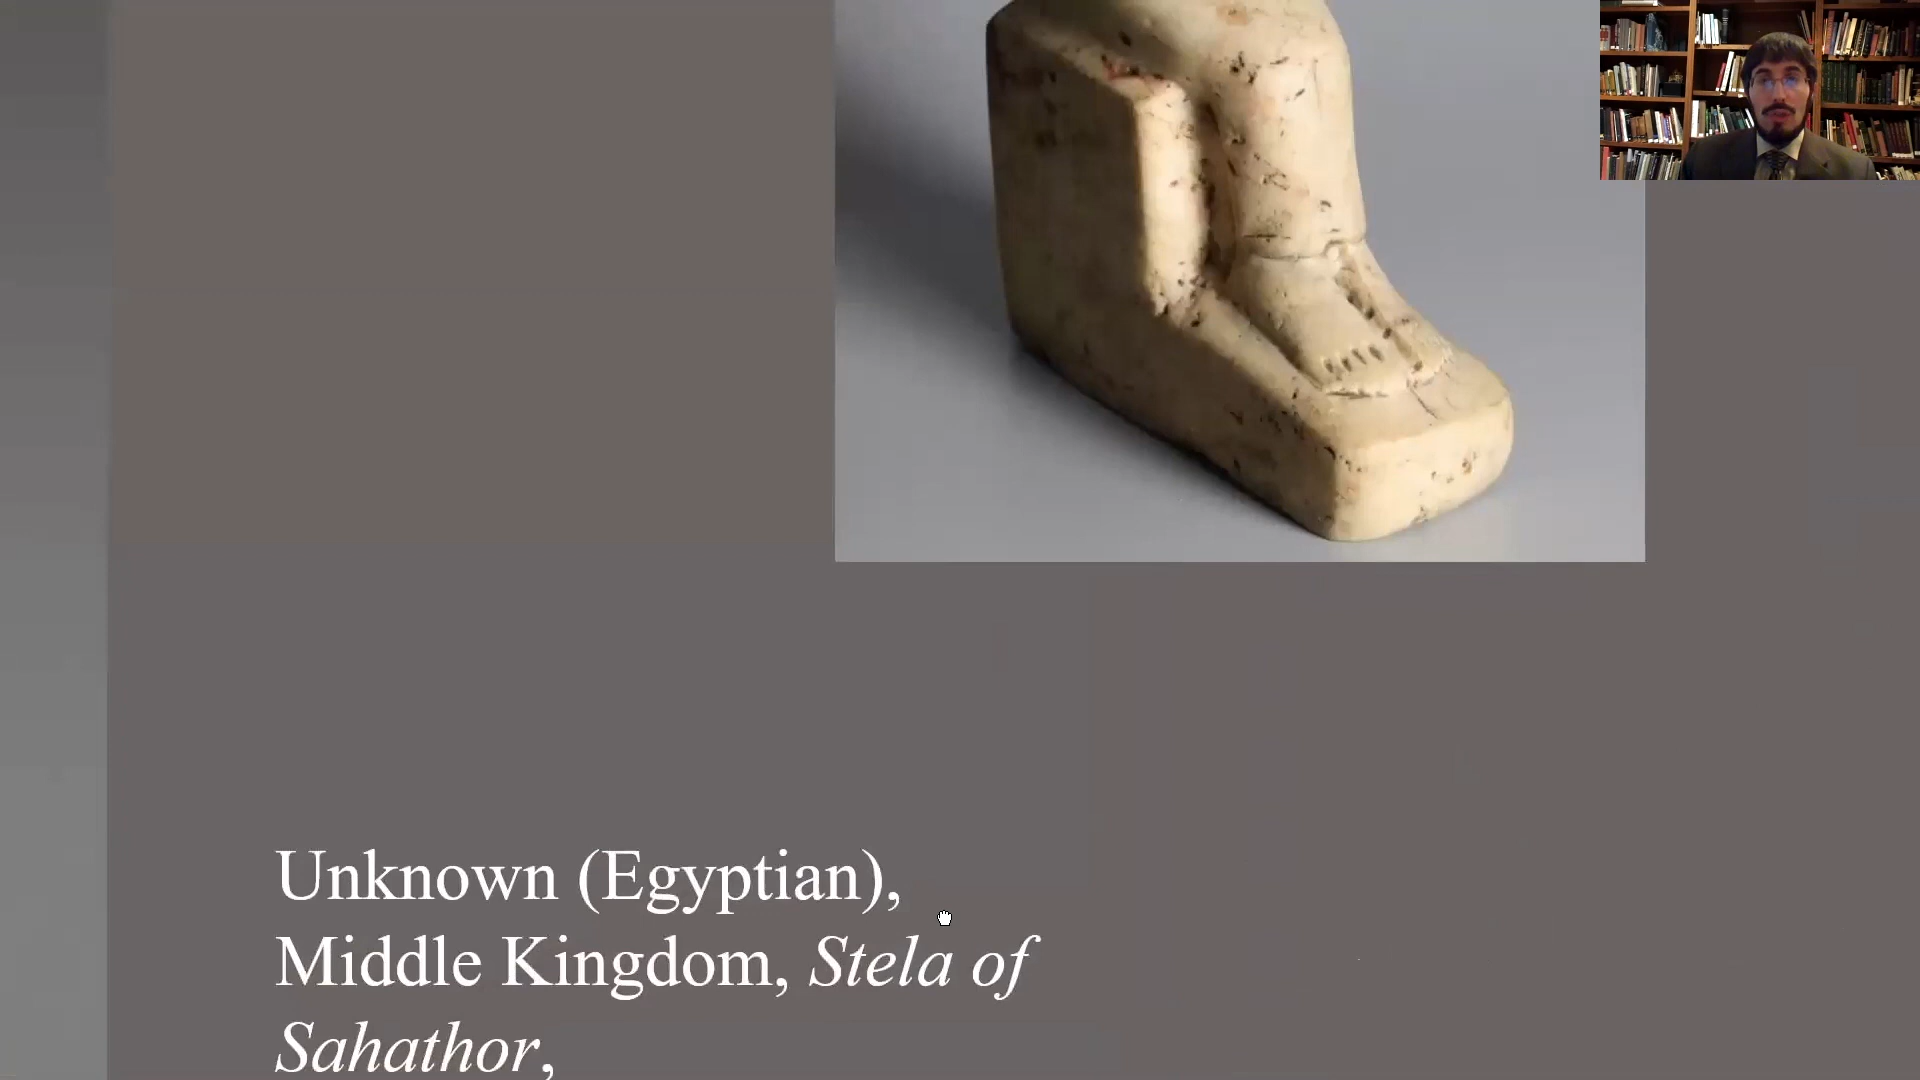 Unknown (Egyptian),
Middle Kingdom, Stela of
Sahathor,